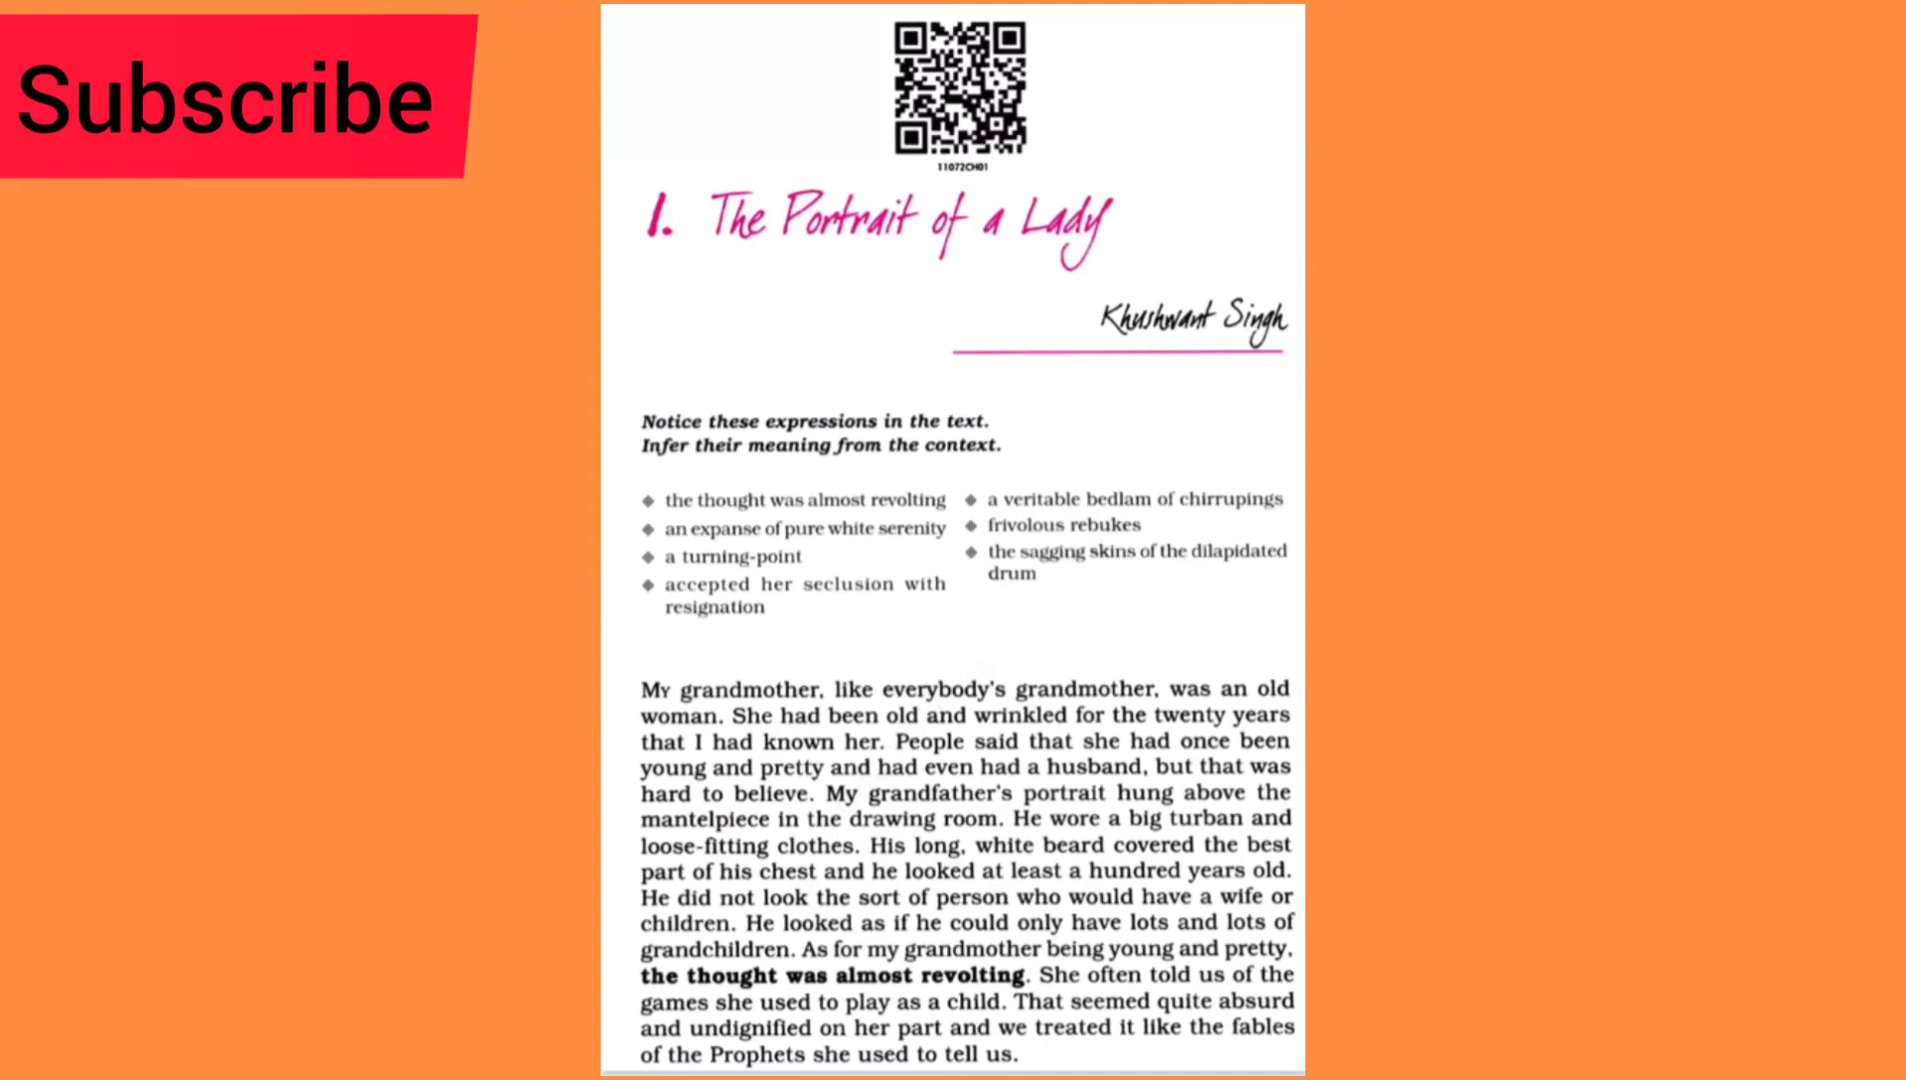 Subscribe
11072CH01
1. The Portrait of a Lady
Khushwant Singh
Notice these expressions in the text.
Infer their meaning from the context.
the thought was almost revolting
an expanse of pure white serenity
a turning-point
accepted her seclusion with
resignation
a veritable bedlam of chirrupings
frivolous rebukes
the sagging skins of the dilapidated
drum
My grandmother, like everybody's grandmother, was an old
woman. She had been old and wrinkled for the twenty years
that I had known her. People said that she had once been
young and pretty and had even had a husband, but that was
hard to believe. My grandfather's portrait hung above the
mantelpiece in the drawing room. He wore a big turban and
loose-fitting clothes. His long, white beard covered the best
part of his chest and he looked at least a hundred years old.
He did not look the sort of person who would have a wife or
children. He looked as if he could only have lots and lots of
grandchildren. As for my grandmother being young and pretty,
the thought was almost revolting. She often told us of the
games she used to play as a child. That seemed quite absurd
and undignified on her part and we treated it like the fables
of the Prophets she used to tell us.